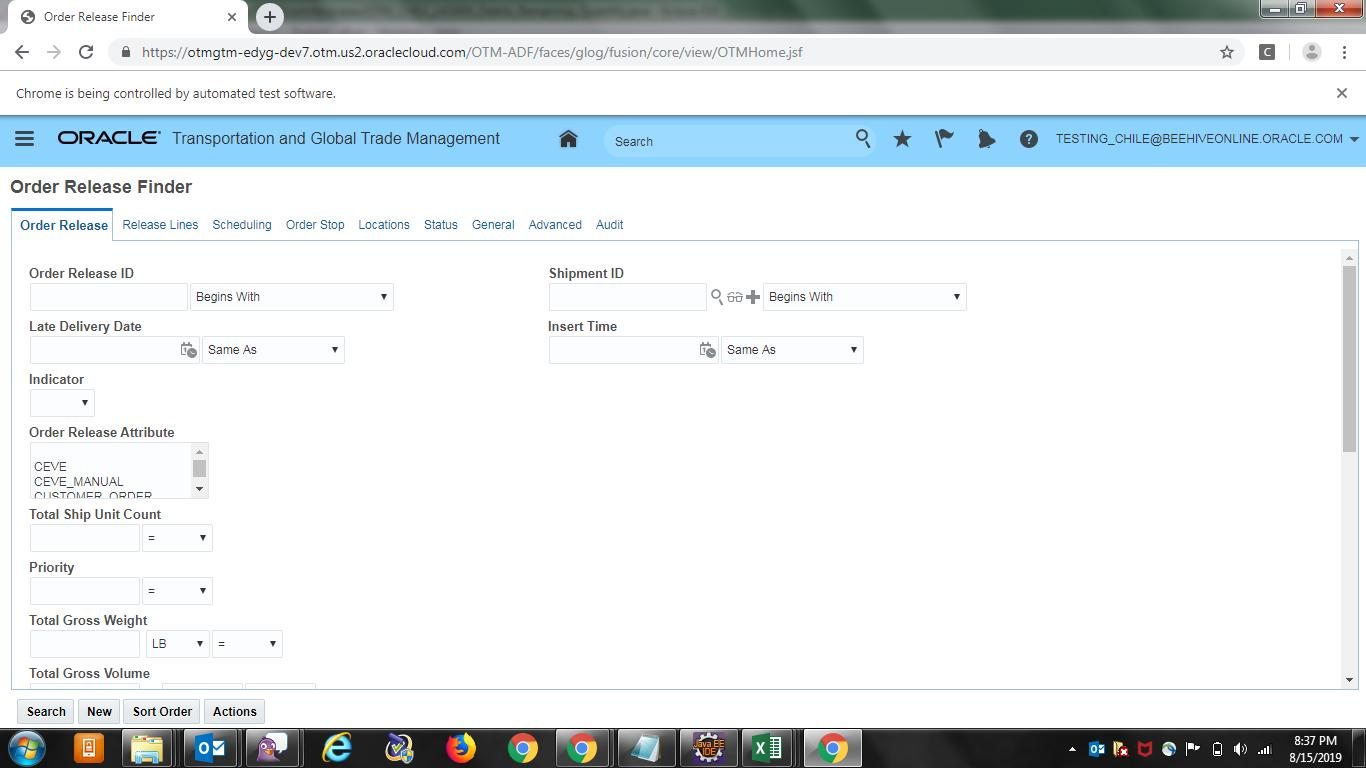 Order Release Finder
https://otmgtm-edyg-dev7.otm.us2.oraclecloud.com/OTM-ADF/faces/glog/fusion/core/view/OTMHome.jsf
Chrome is being controlled by automated test software.
ORACLE Transportation and Global Trade Management Search TESTING_CHILE@BEEHIVEONLINE.ORACLE.COM
Order Release Finder
Order Release Release Lines Scheduling Order Stop Locations Status General Advanced Audit
Order Release ID Shipment ID
Begins With Begins With
Late Delivery Date Insert Time
Same As Same As
Indicator
Order Release Attribute
CEVE
CEVE_MANUAL
CUSTOMER_ORDER
Total Ship Unit Count
=
Priority
=
Total Gross Weight
LB =
Total Gross Volume
Search New Sort Order Actions
Java EE
IDE
8:37 PM
8/15/2019